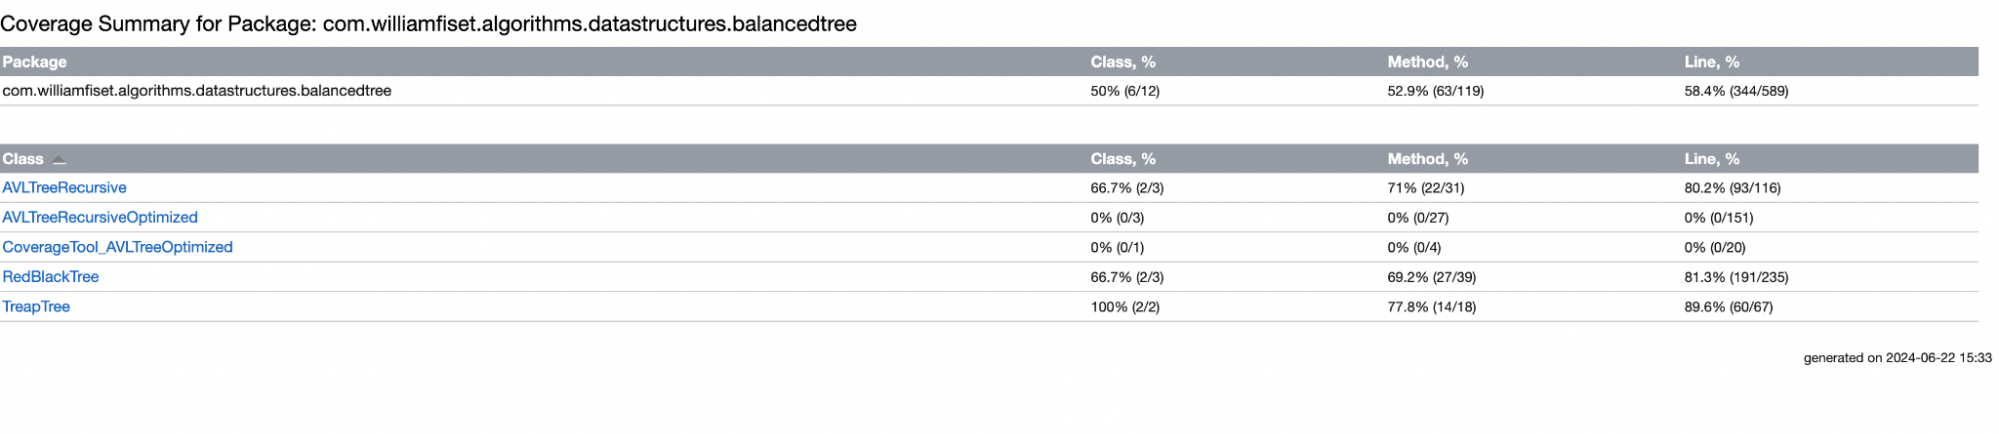 Coverage Summary for Package: com.williamfiset.algorithms.datastructures.balancedtree
Package Class, % Method, % Line, %
com.williamfiset.algorithms.datastructures.balancedtree 50% (6/12) 52.9% (63/119) 58.4% (344/589)
Class Class, % Method, % Line, %
AVLTreeRecursive 66.7% (2/3) 71% (22/31) 80.2% (93/116)
AVLTreeRecursiveOptimized 0% (0/3) 0% (0/27) 0% (0/151)
CoverageTool_AVLTreeOptimized 0% (0/1) 0% (0/4) 0% (0/20)
RedBlackTree 66.7% (2/3) 69.2% (27/39) 81.3% (191/235)
TreapTree 100% (2/2) 77.8% (14/18) 89.6% (60/67)
generated on 2024-06-22 15:33